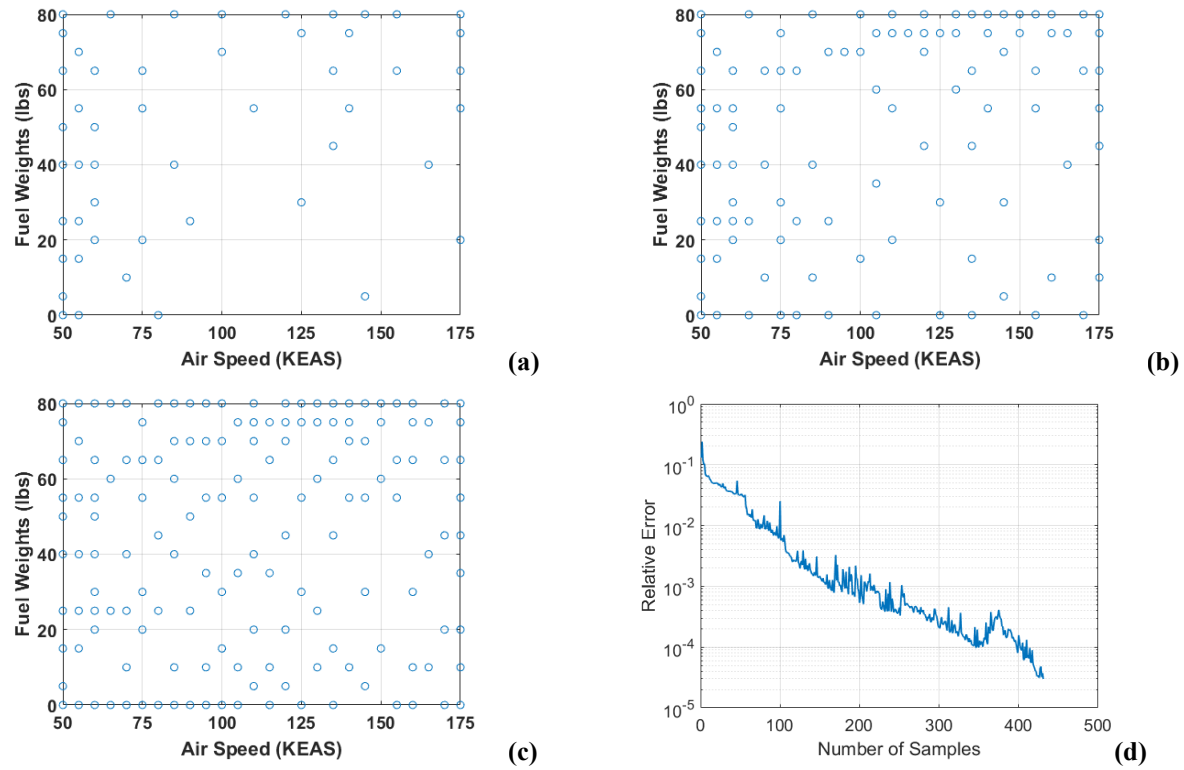 80
60
40
20
0
Fuel Weights (lbs)
50 75 100 125 150 175
Air Speed (KEAS)
(a)
80
60
40
20
0
Fuel Weights (lbs)
50 75 100 125 150 175
Air Speed (KEAS)
(b)
80
60
40
20
0
Fuel Weights (lbs)
50 75 100 125 150 175
Air Speed (KEAS)
(c)
10^0
10^-1
10^-2
10^-3
10^-4
10^-5
Relative Error
0 100 200 300 400 500
Number of Samples
(d)